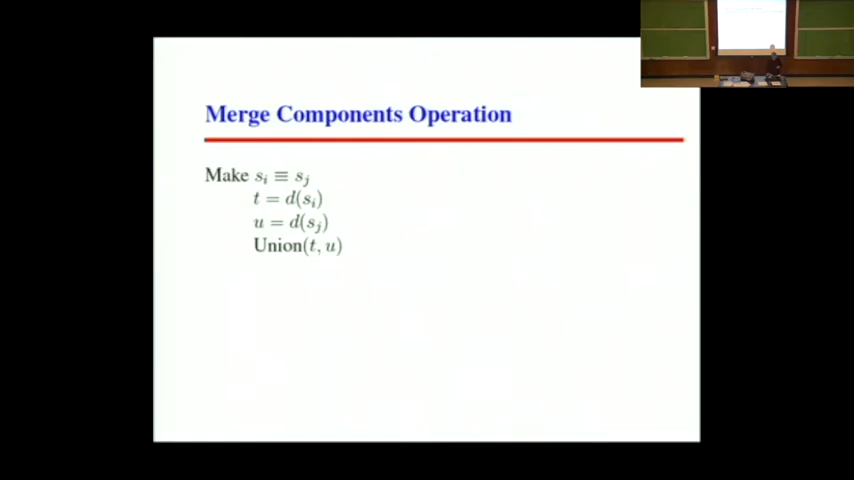 Merge Components Operation
Make sᵢ ≡ sⱼ
t = d(sᵢ)
u = d(sⱼ)
Union(t, u)